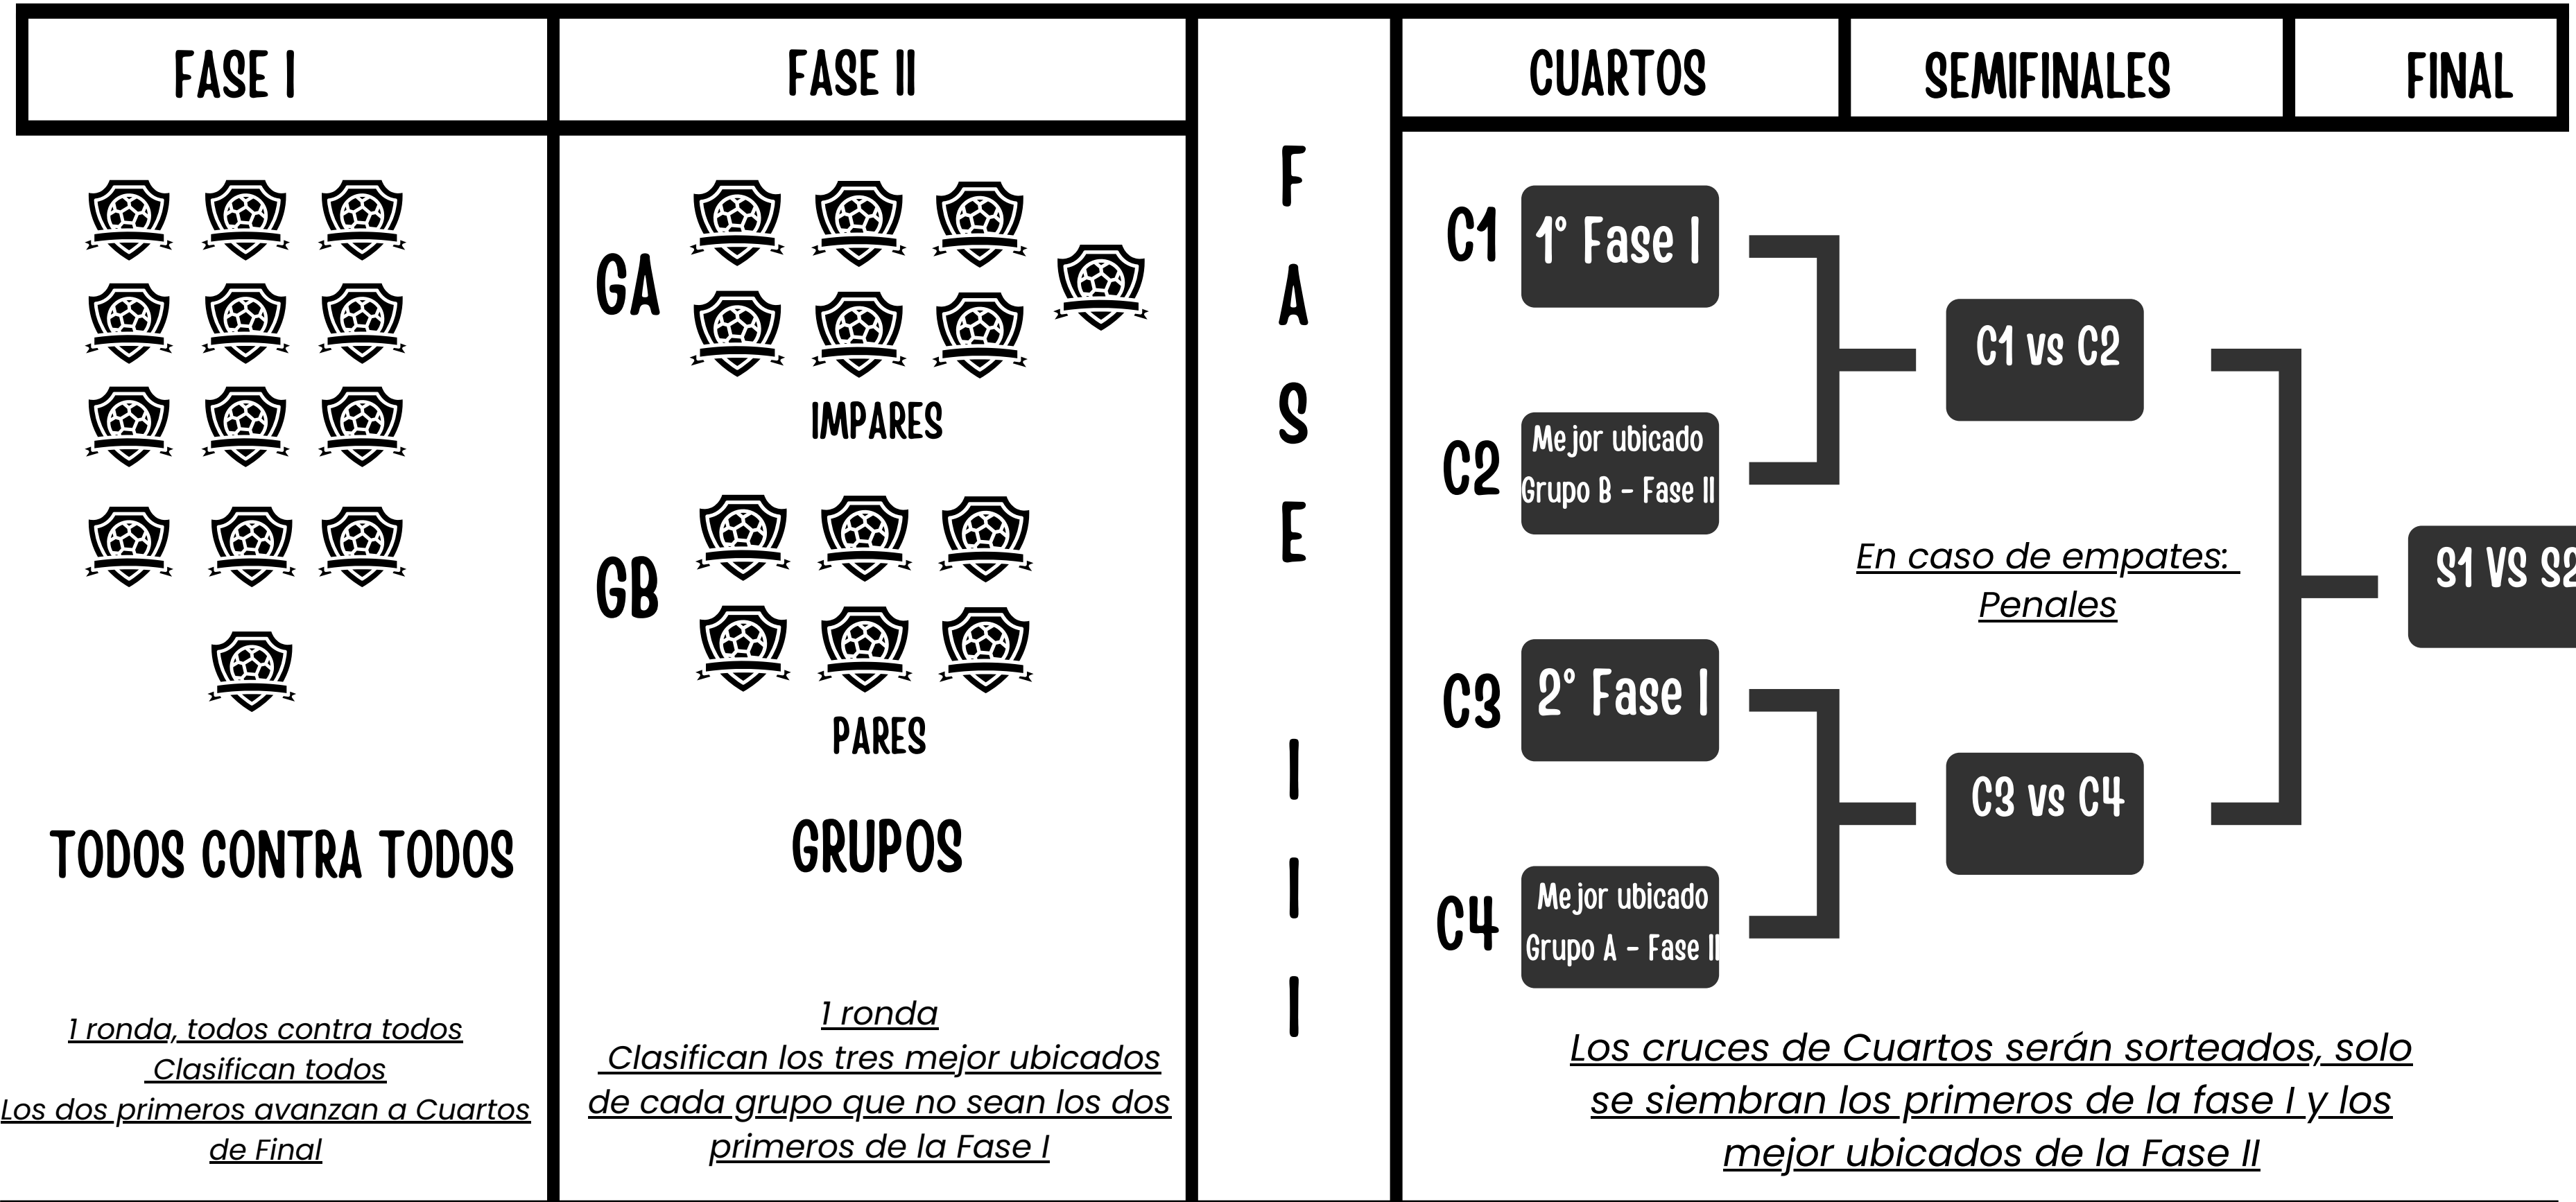 FASE I
FASE II
CUARTOS
SEMIFINALES
FINAL
GA
IMPARES
GB
PARES
TODOS CONTRA TODOS
1 ronda, todos contra todos
Clasifican todos
Los dos primeros avanzan a Cuartos
de Final
GRUPOS
1 ronda
Clasifican los tres mejor ubicados
de cada grupo que no sean los dos
primeros de la Fase I
F
A
S
E
I
I
I
C1
1° Fase I
C2
Mejor ubicado
Grupo B - Fase II
C3
2° Fase I
C4
Mejor ubicado
Grupo A - Fase II
C1 vs C2
En caso de empates:
Penales
C3 vs C4
S1 VS S2
Los cruces de Cuartos serán sorteados, solo
se siembran los primeros de la fase I y los
mejor ubicados de la Fase II